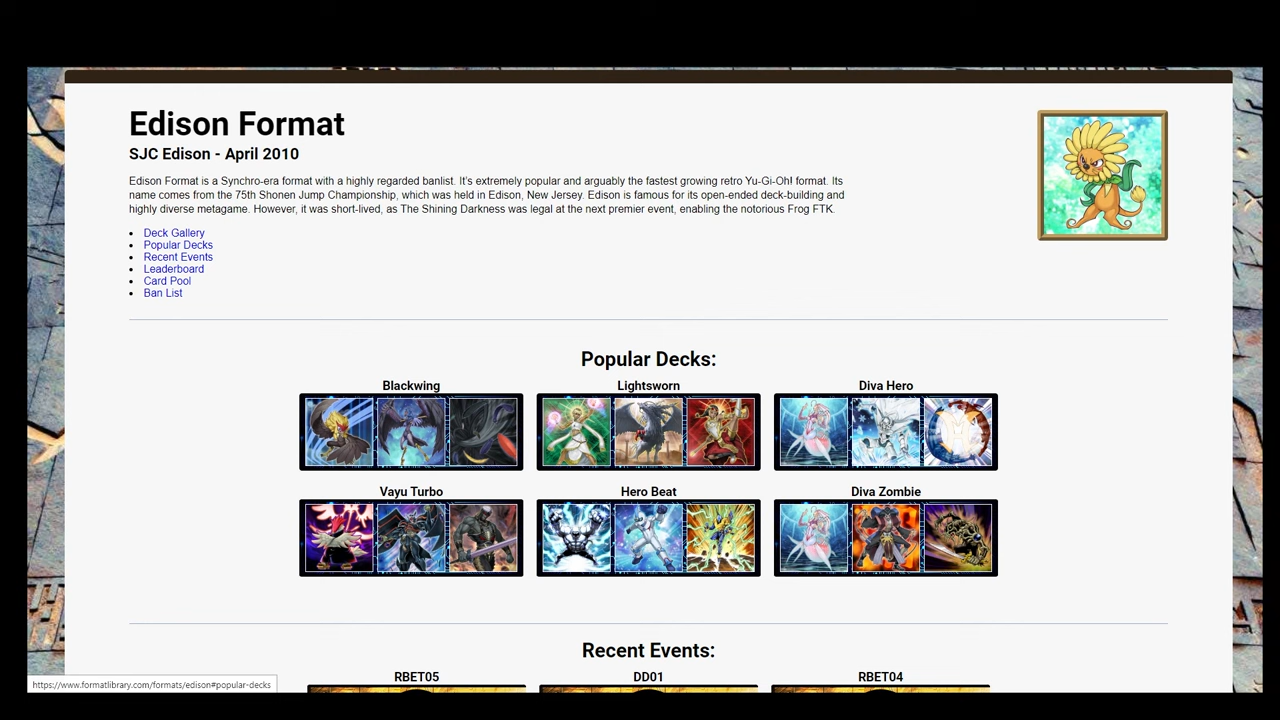 Edison Format
SJC Edison - April 2010
Edison Format is a Synchro-era format with a highly regarded banlist. It's extremely popular and arguably the fastest growing retro Yu-Gi-Oh! format. Its
name comes from the 75th Shonen Jump Championship, which was held in Edison, New Jersey. Edison is famous for its open-ended deck-building and
highly diverse metagame. However, it was short-lived, as The Shining Darkness was legal at the next premier event, enabling the notorious Frog FTK.
Deck Gallery
Popular Decks
Recent Events
Leaderboard
Card Pool
Ban List
Popular Decks:
Blackwing
Lightsworn
Diva Hero
Vayu Turbo
Hero Beat
Diva Zombie
Recent Events:
RBET05
DD01
RBET04
https://www.formatlibrary.com/formats/edison#popular-decks